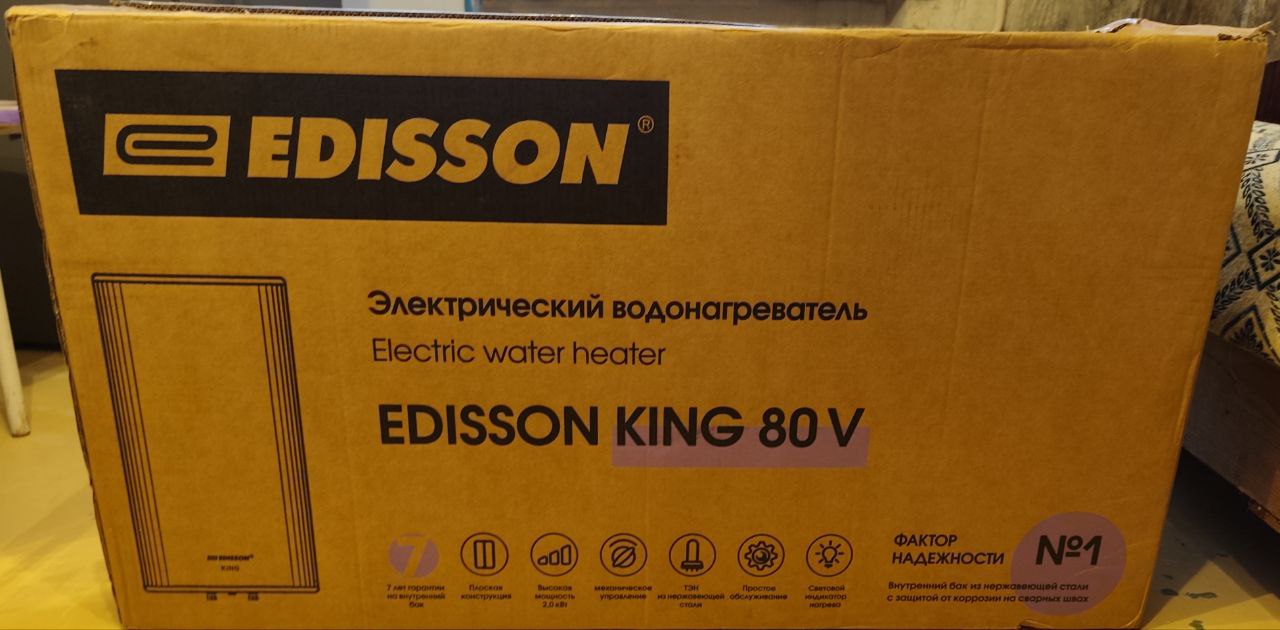 EDISSON®
Электрический водонагреватель
Electric water heater
EDISSON KING 80 V
EDISSON®
KING
7
7 лет гарантии
на внутренний
бак
Плоская
конструкция
Высокая
мощность
2,0 кВт
механическое
управление
ТЭН
из нержавеющей
стали
Простое
обслуживание
Световой
индикатор
нагрева
ФАКТОР
НАДЕЖНОСТИ
№1
Внутренний бак из нержавеющей стали
с защитой от коррозии на сварных швах